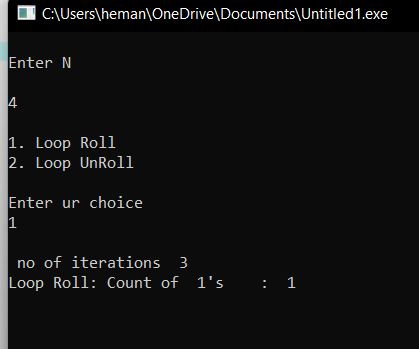 C:\Users\heman\OneDrive\Documents\Untitled1.exe
Enter N
4
1. Loop Roll
2. Loop UnRoll
Enter ur choice
1
no of iterations  3
Loop Roll: Count of  1's    :  1